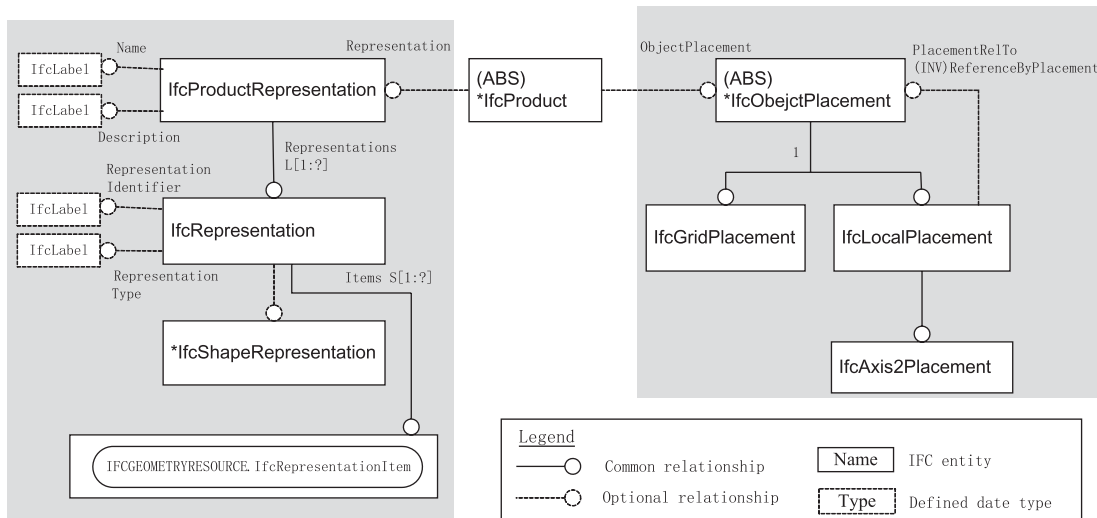 Name
Representation
IfcLabel
IfcProductRepresentation
IfcLabel
Description
(ABS)
*IfcProduct
ObjectPlacement
PlacementRelTo
(INV)ReferenceByPlacement
(ABS)
*IfcObejctPlacement
Representations
L[1:?]
1
Representation
Identifier
IfcLabel
IfcRepresentation
IfcLabel
Representation
Type
Items S[1:?]
IfcGridPlacement
IfcLocalPlacement
*IfcShapeRepresentation
IfcAxis2Placement
IFCGEOMETRYRESOURCE.IfcRepresentationItem
Legend
Common relationship
Name
IFC entity
Optional relationship
Type
Defined date type